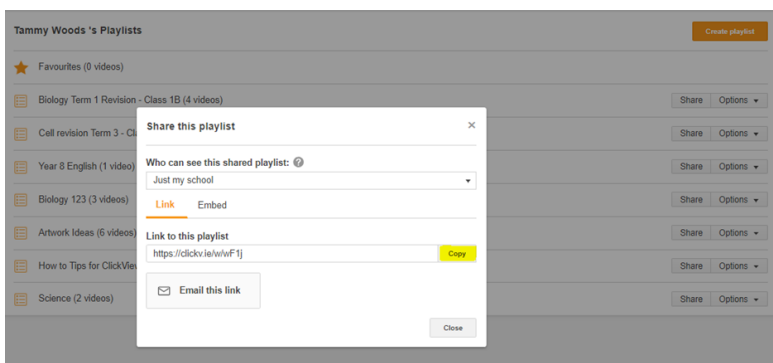 Tammy Woods 's Playlists
Create playlist
Favourites (0 videos)
Biology Term 1 Revision - Class 1B (4 videos)
Share Options
Cell revision Term 3 - Cl
Share Options
Year 8 English (1 video)
Share Options
Biology 123 (3 videos)
Share Options
Artwork Ideas (6 videos)
Share Options
How to Tips for ClickVie
Share Options
Science (2 videos)
Share Options
Share this playlist
×
Who can see this shared playlist: ?
Just my school
Link Embed
Link to this playlist
https://clickv.ie/w/wF1j
Copy
Email this link
Close